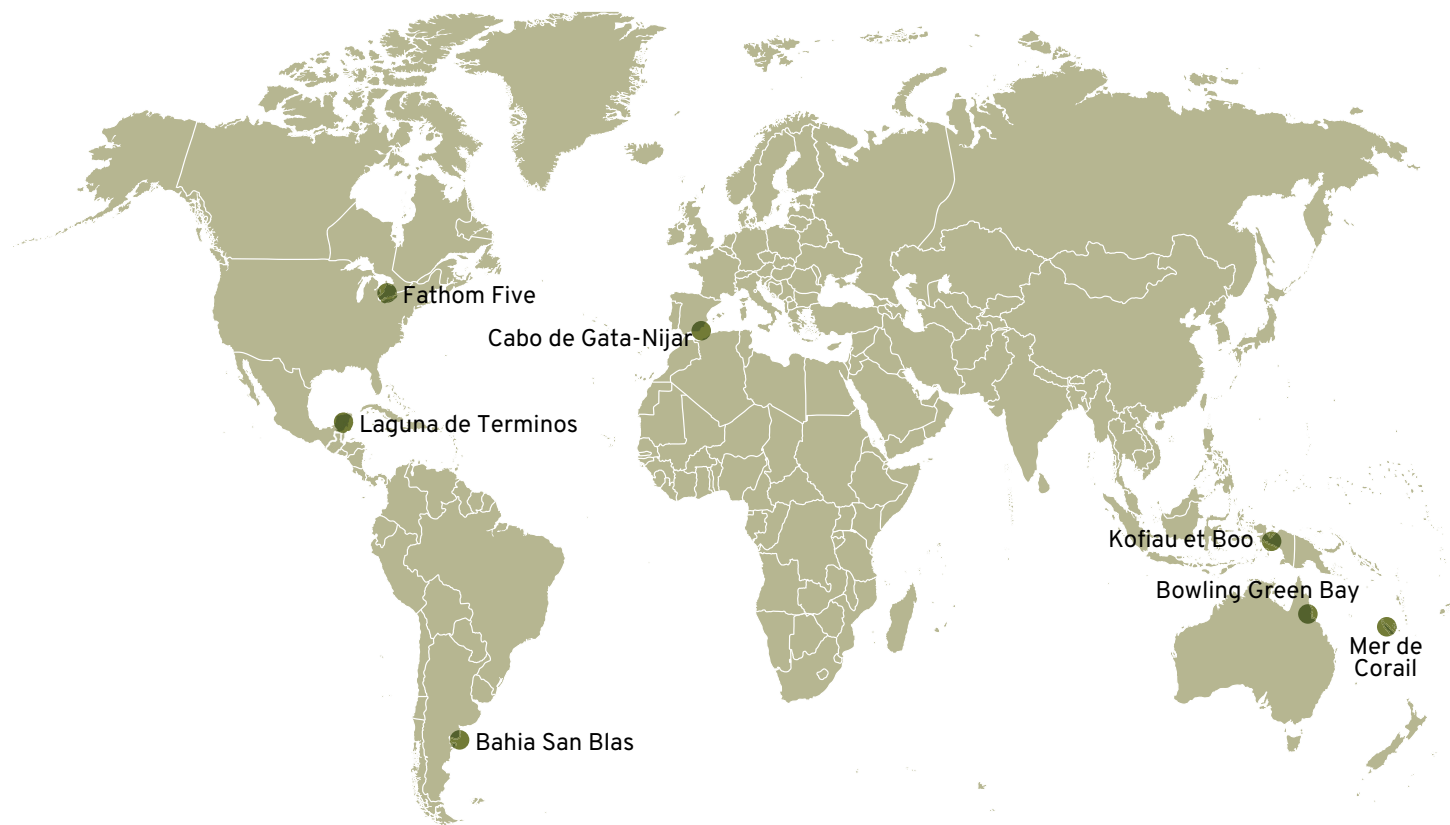 Fathom Five
Cabo de Gata-Nijar
Laguna de Terminos
Kofiau et Boo
Bowling Green Bay
Mer de
Corail
Bahia San Blas